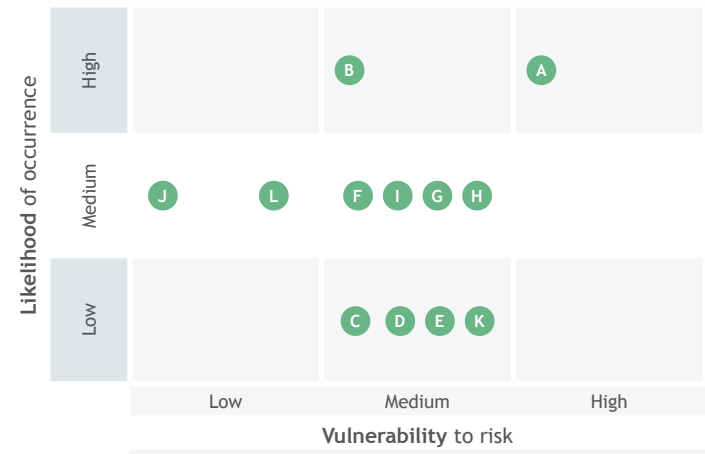 Likelihood of occurrence
High
B
A
Medium
J
L
F
I
G
H
Low
C
D
E
K
Low
Medium
High
Vulnerability to risk